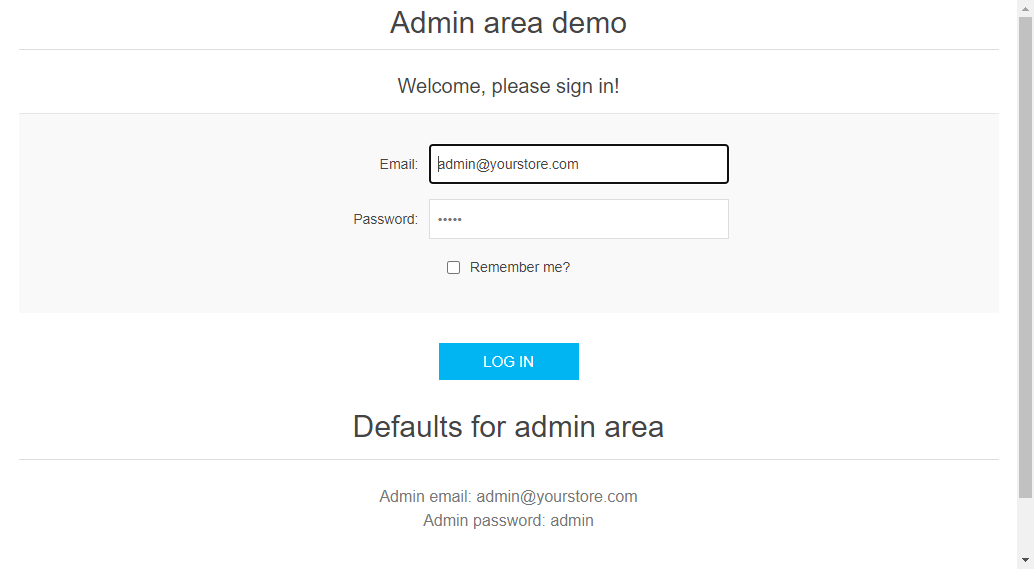 Admin area demo
Welcome, please sign in!
Email: admin@yourstore.com
Password: •••••
Remember me?
LOG IN
Defaults for admin area
Admin email: admin@yourstore.com
Admin password: admin